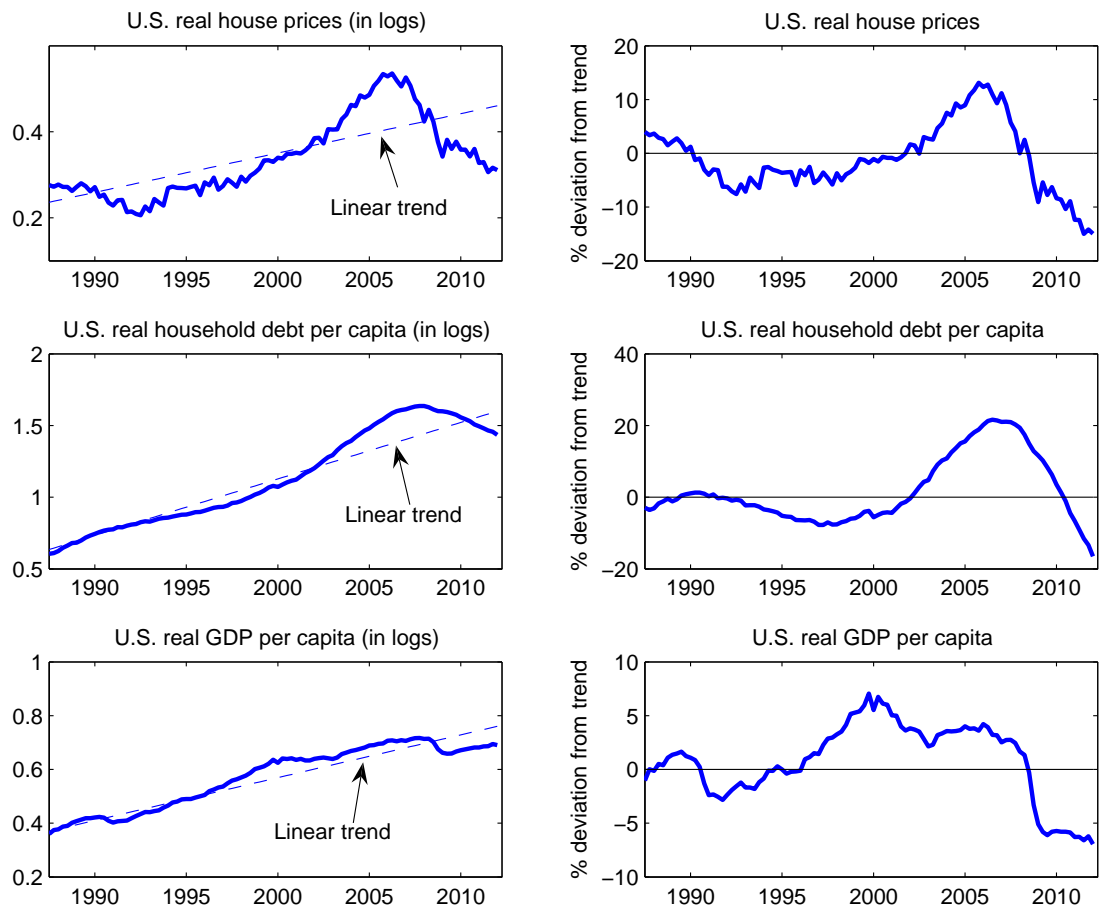 U.S. real house prices (in logs)
0.4
0.2
Linear trend
1990 1995 2000 2005 2010
U.S. real house prices
% deviation from trend
20
10
0
−10
−20
1990 1995 2000 2005 2010
U.S. real household debt per capita (in logs)
2
1.5
1
0.5
Linear trend
1990 1995 2000 2005 2010
U.S. real household debt per capita
% deviation from trend
40
20
0
−20
1990 1995 2000 2005 2010
U.S. real GDP per capita (in logs)
1
0.8
0.6
0.4
0.2
Linear trend
1990 1995 2000 2005 2010
U.S. real GDP per capita
% deviation from trend
10
5
0
−5
−10
1990 1995 2000 2005 2010